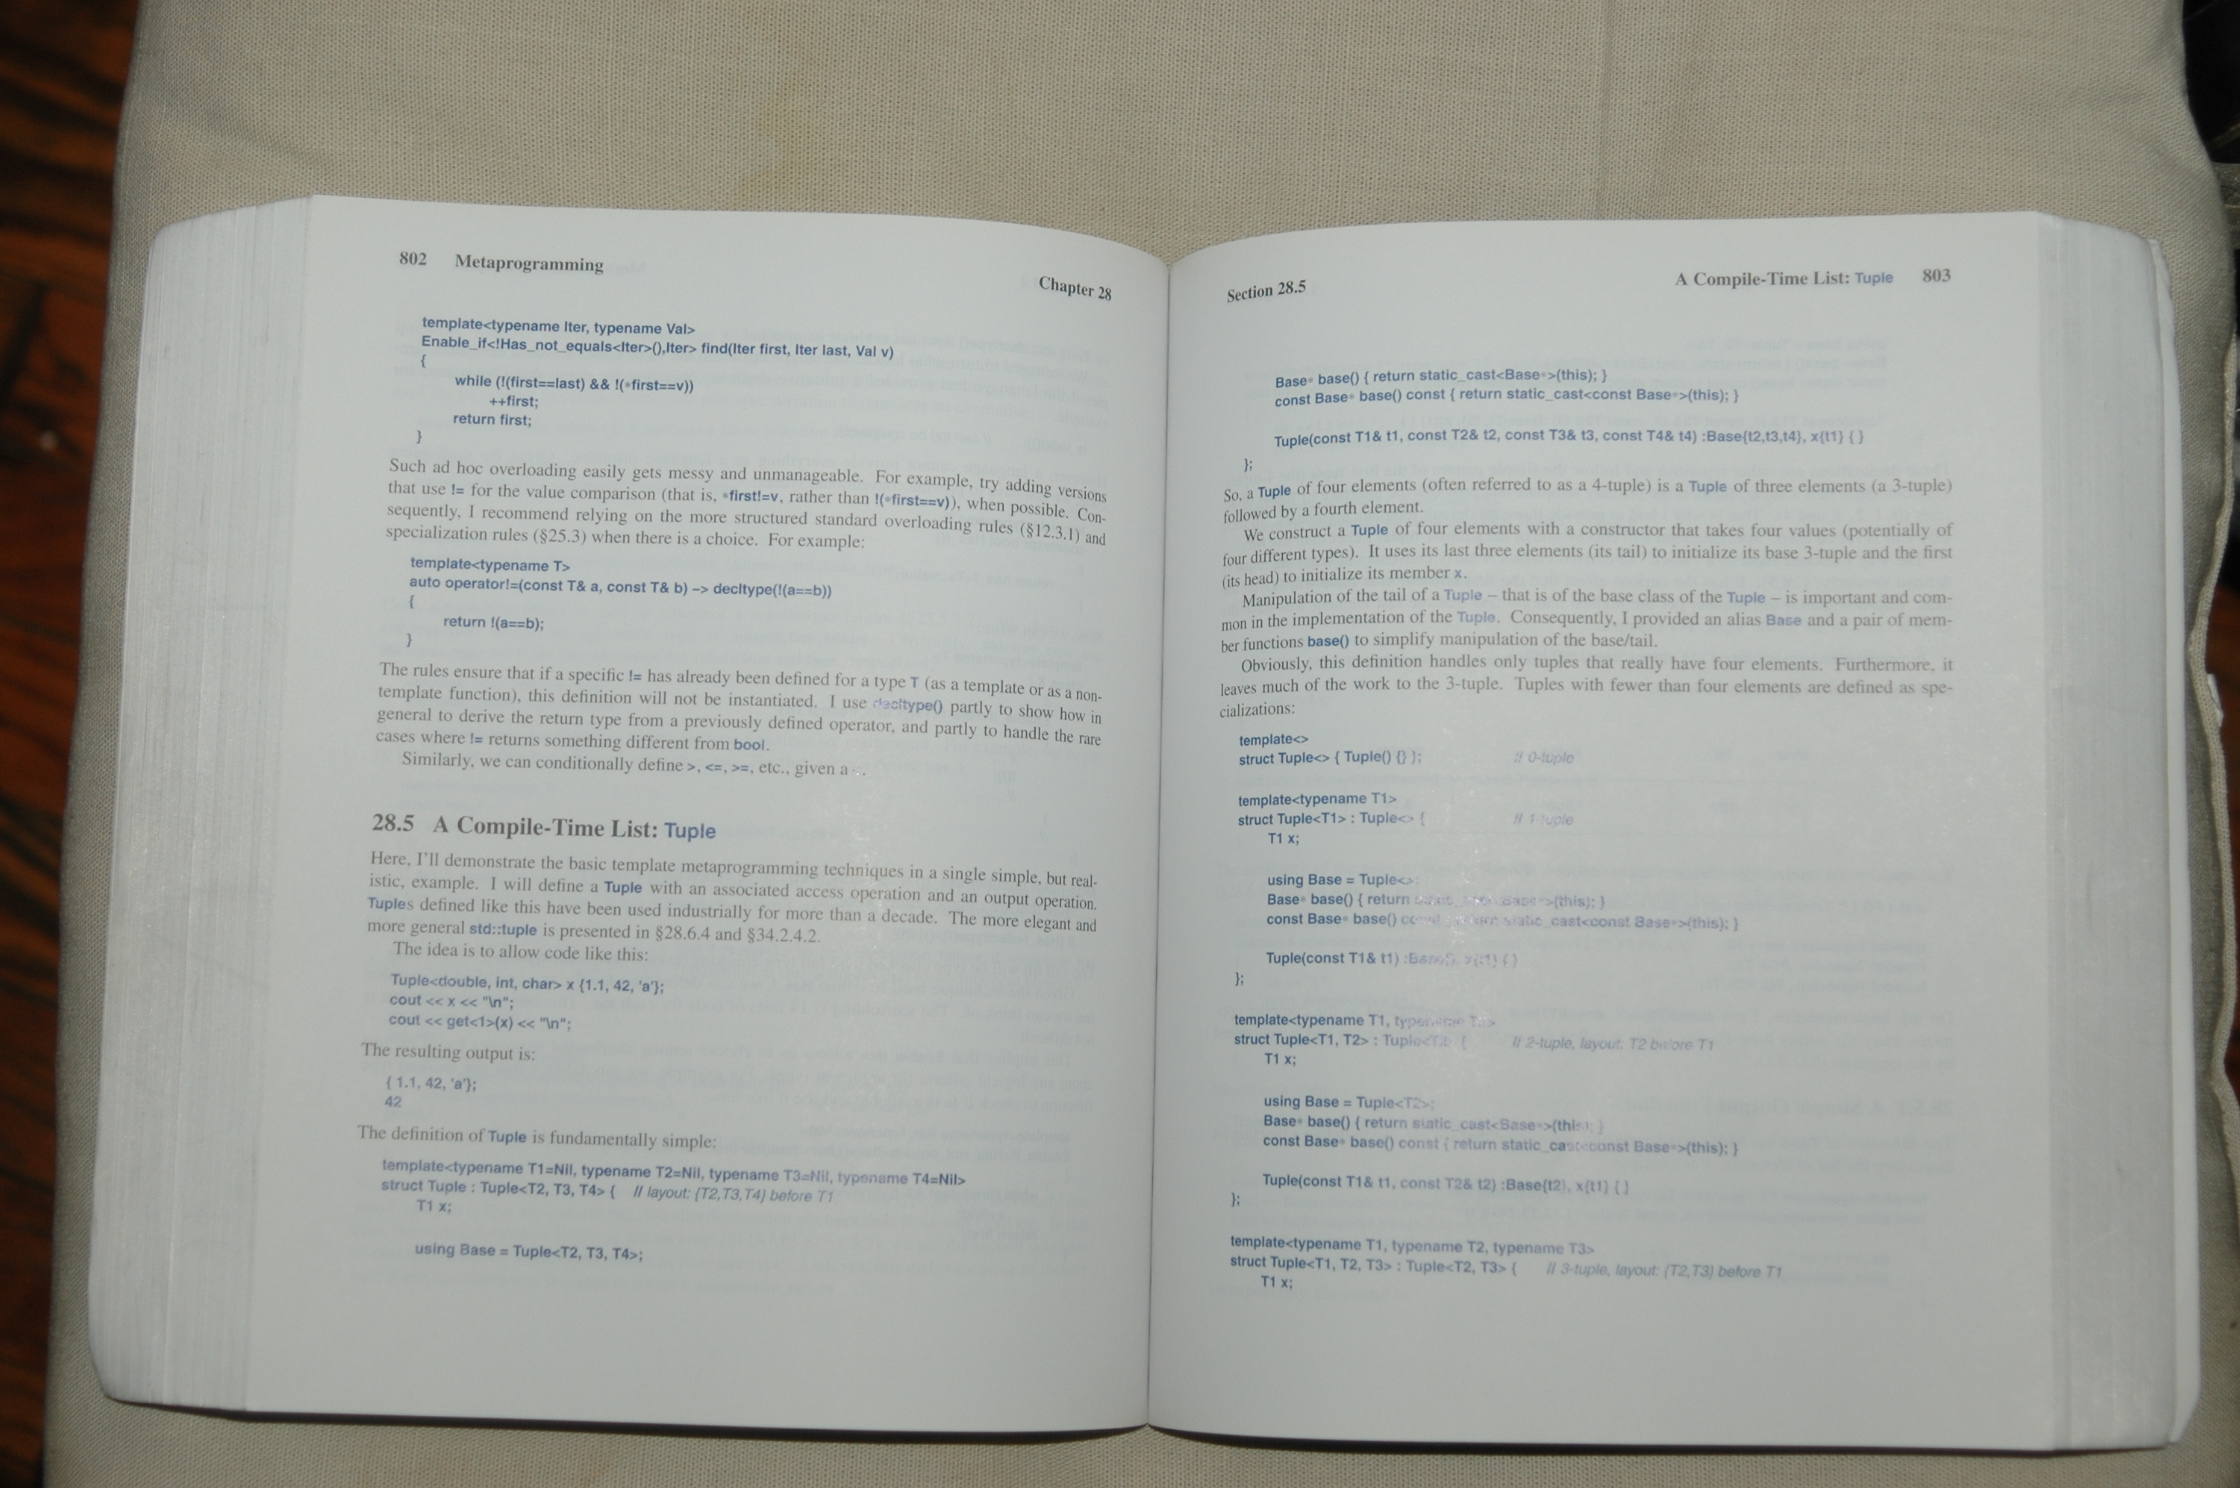 802 Metaprogramming
Chapter 28
template<typename Iter, typename Val>
Enable_if<!Has_not_equals<Iter>(),Iter> find(Iter first, Iter last, Val v)
{
while (!(first==last) && !(*first==v))
++first;
return first;
}
Such ad hoc overloading easily gets messy and unmanageable. For example, try adding versions
that use != for the value comparison (that is, *first!=v, rather than !(*first==v)), when possible. Con-
sequently, I recommend relying on the more structured standard overloading rules (§12.3.1) and
specialization rules (§25.3) when there is a choice. For example:
template<typename T>
auto operator!=(const T& a, const T& b) -> decltype(!(a==b))
{
return !(a==b);
}
The rules ensure that if a specific != has already been defined for a type T (as a template or as a non-
template function), this definition will not be instantiated. I use decltype() partly to show how in
general to derive the return type from a previously defined operator, and partly to handle the rare
cases where != returns something different from bool.
Similarly, we can conditionally define >, <=, >=, etc., given a
28.5 A Compile-Time List: Tuple
Here, I'll demonstrate the basic template metaprogramming techniques in a single simple, but real-
istic, example. I will define a Tuple with an associated access operation and an output operation.
Tuples defined like this have been used industrially for more than a decade. The more elegant and
more general std::tuple is presented in §28.6.4 and §34.2.4.2.
The idea is to allow code like this:
Tuple<double, int, char> x {1.1, 42, 'a'};
cout << x << "\n";
cout << get<1>(x) << "\n";
The resulting output is:
{ 1.1, 42, 'a'};
42
The definition of Tuple is fundamentally simple:
template<typename T1=Nil, typename T2=Nil, typename T3=Nil, typename T4=Nil>
struct Tuple : Tuple<T2, T3, T4> { // layout: {T2,T3,T4} before T1
T1 x;
using Base = Tuple<T2, T3, T4>;
Section 28.5
A Compile-Time List: Tuple 803
Base* base() { return static_cast<Base*>(this); }
const Base* base() const { return static_cast<const Base*>(this); }
Tuple(const T1& t1, const T2& t2, const T3& t3, const T4& t4) :Base{t2,t3,t4}, x{t1} { }
};
So, a Tuple of four elements (often referred to as a 4-tuple) is a Tuple of three elements (a 3-tuple)
followed by a fourth element.
We construct a Tuple of four elements with a constructor that takes four values (potentially of
four different types). It uses its last three elements (its tail) to initialize its base 3-tuple and the first
(its head) to initialize its member x.
Manipulation of the tail of a Tuple – that is of the base class of the Tuple – is important and com-
mon in the implementation of the Tuple. Consequently, I provided an alias Base and a pair of mem-
ber functions base() to simplify manipulation of the base/tail.
Obviously, this definition handles only tuples that really have four elements. Furthermore, it
leaves much of the work to the 3-tuple. Tuples with fewer than four elements are defined as spe-
cializations:
template<>
struct Tuple<> { Tuple() {} }; // 0-tuple
template<typename T1>
struct Tuple<T1> : Tuple<> { // 1-tuple
T1 x;
using Base = Tuple<>;
Base* base() { return static_cast<Base*>(this); }
const Base* base() const { return static_cast<const Base*>(this); }
Tuple(const T1& t1) :Base{}, x{t1} { }
};
template<typename T1, typename T2>
struct Tuple<T1, T2> : Tuple<T2> { // 2-tuple, layout: T2 before T1
T1 x;
using Base = Tuple<T2>;
Base* base() { return static_cast<Base*>(this); }
const Base* base() const { return static_cast<const Base*>(this); }
Tuple(const T1& t1, const T2& t2) :Base{t2}, x{t1} { }
};
template<typename T1, typename T2, typename T3>
struct Tuple<T1, T2, T3> : Tuple<T2, T3> { // 3-tuple, layout: {T2,T3} before T1
T1 x;